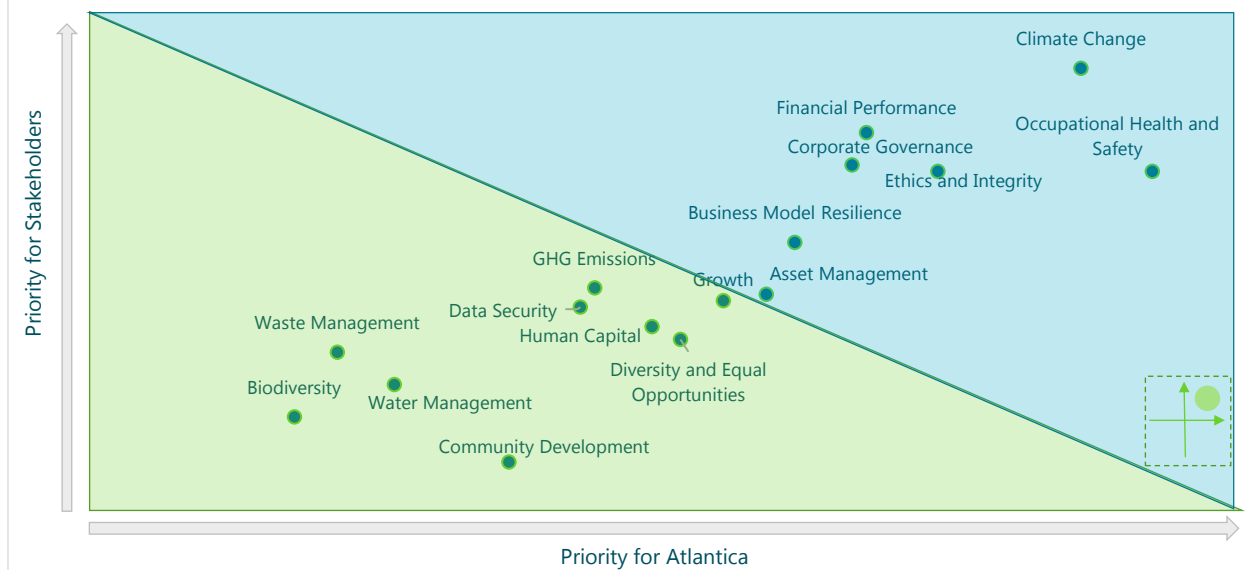 Climate Change
Financial Performance
Occupational Health and
Safety
Corporate Governance
Ethics and Integrity
Business Model Resilience
GHG Emissions
Growth
Asset Management
Data Security
Waste Management
Human Capital
Diversity and Equal
Opportunities
Biodiversity
Water Management
Community Development
Priority for Stakeholders
Priority for Atlantica